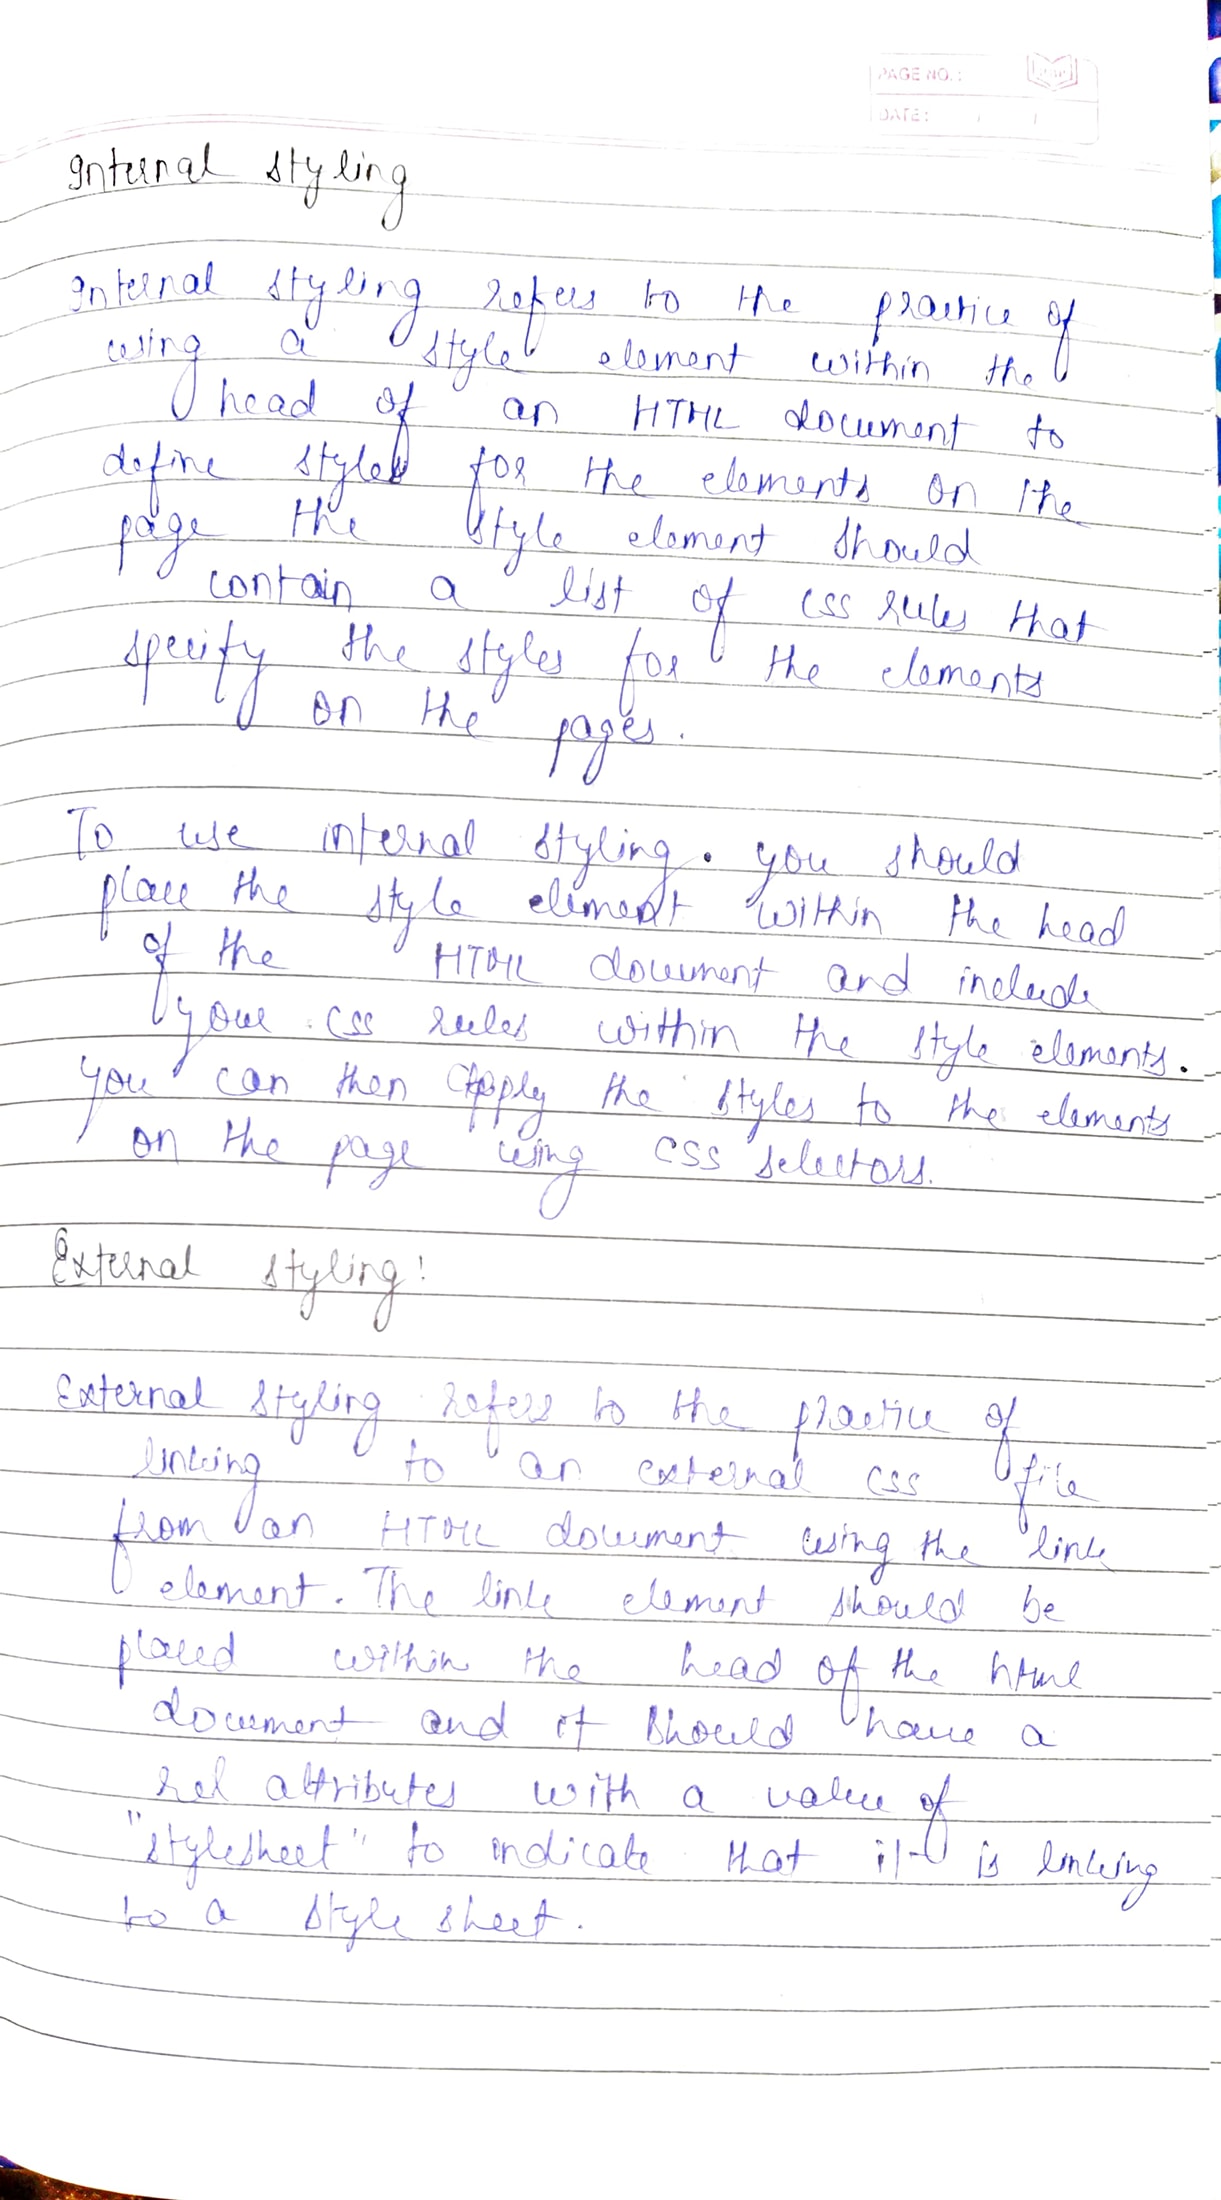 PAGE NO.:
DATE:
Internal styling
Internal styling refers to the practice of
using a style element within the
head of an HTML document to
define styles for the elements on the
page the style element should
contain a list of css rules that
specify the styles for the elements
on the pages.
To use internal styling. you should
place the style element within the head
of the HTML document and include
your css rules within the style elements.
you can then apply the styles to the elements
on the page using css selectors.
External styling:
External styling refers to the practice of
linking to an external css file
from an HTML document using the link
element. The link element should be
placed within the head of the html
document and it should have a
rel attributes with a value of
"stylesheet" to indicate that it is linking
to a style sheet.